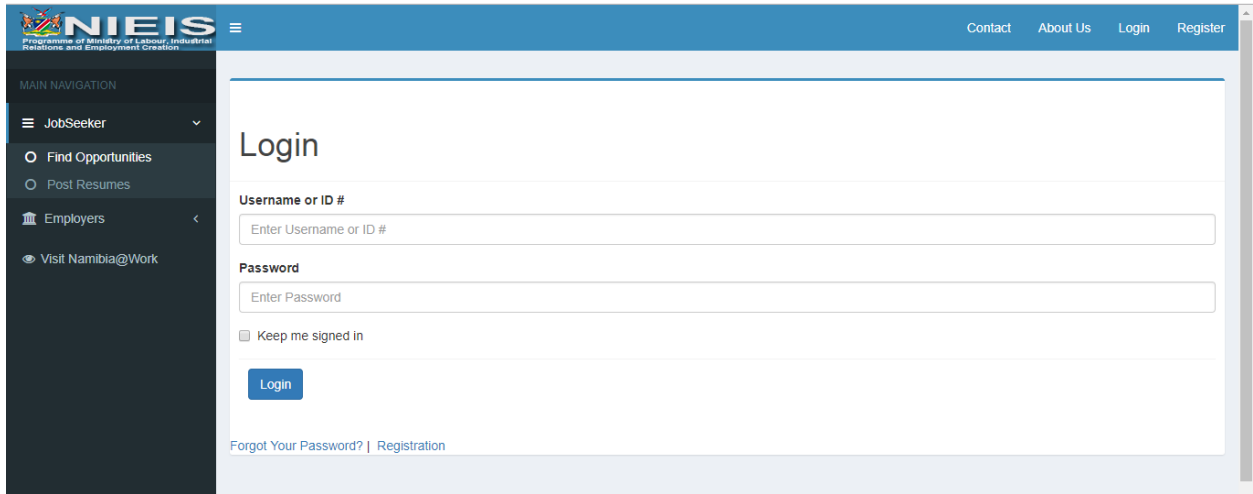 NIEIS
Programme of Ministry of Labour, Industrial
Relations and Employment Creation
Contact About Us Login Register
MAIN NAVIGATION
JobSeeker
Find Opportunities
Post Resumes
Employers
Visit Namibia@Work
Login
Username or ID #
Enter Username or ID #
Password
Enter Password
Keep me signed in
Login
Forgot Your Password? | Registration